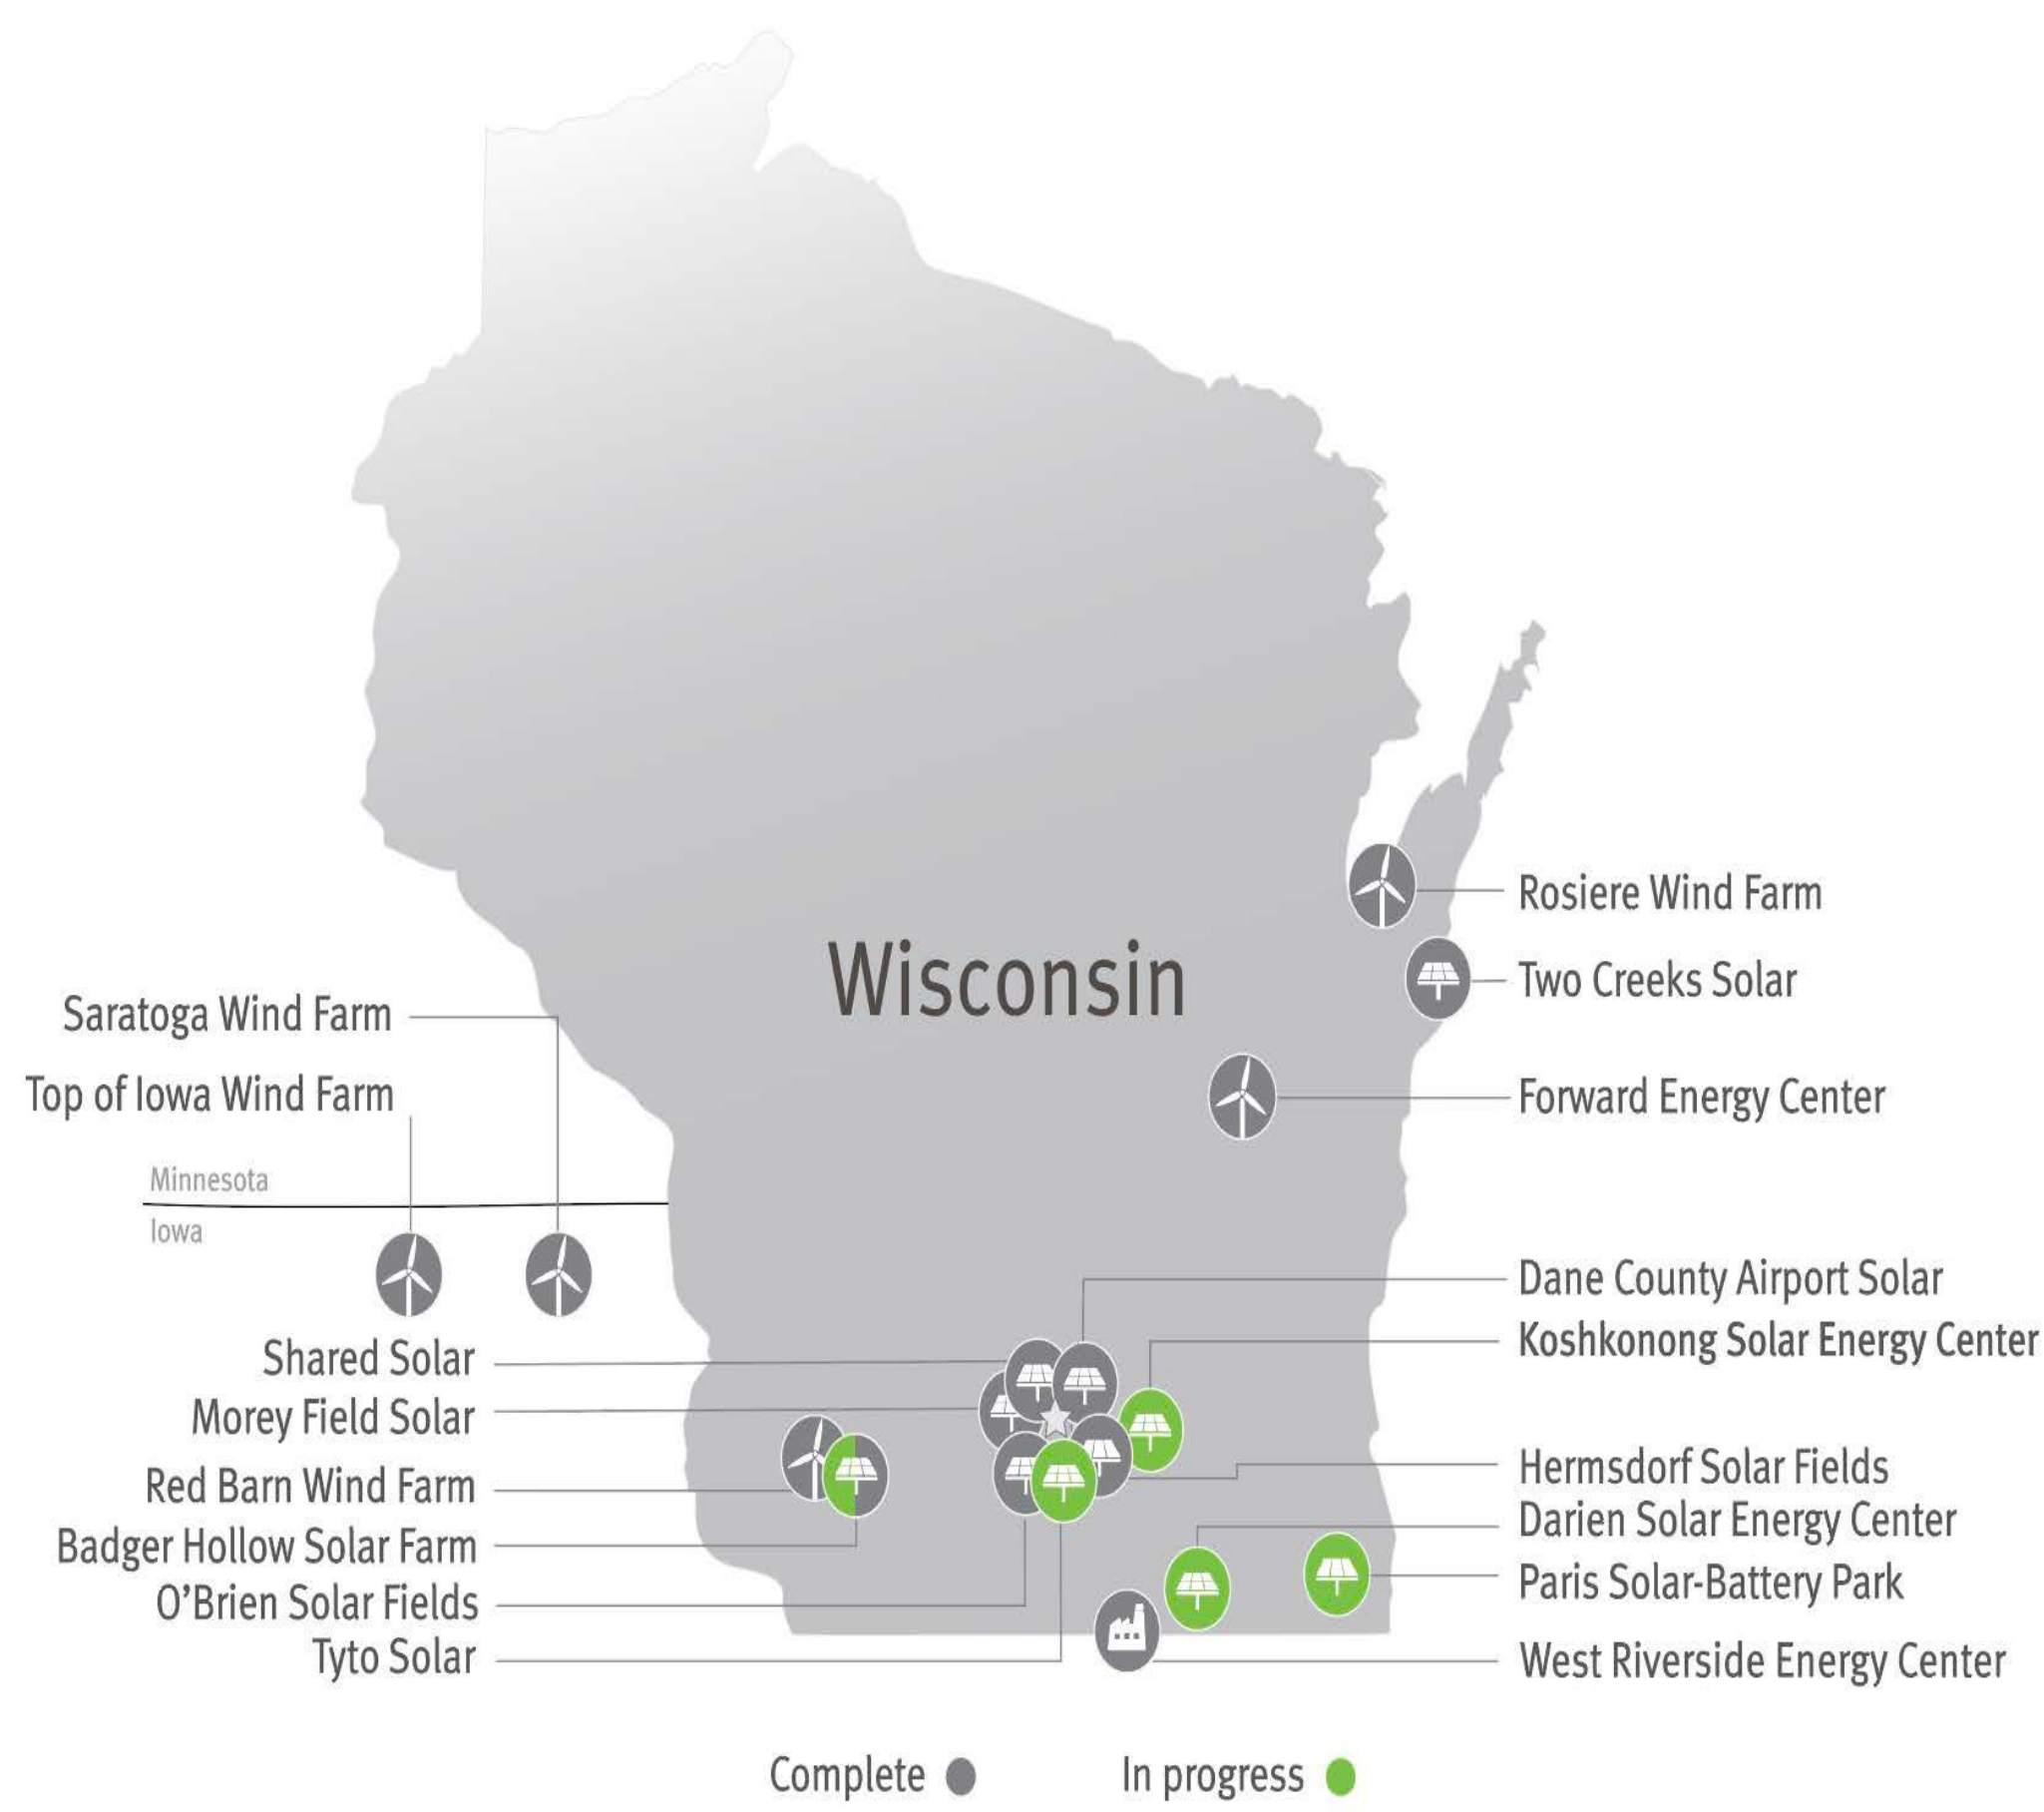 Wisconsin
Saratoga Wind Farm
Top of Iowa Wind Farm
Minnesota
Iowa
Shared Solar
Morey Field Solar
Red Barn Wind Farm
Badger Hollow Solar Farm
O'Brien Solar Fields
Tyto Solar
Rosiere Wind Farm
Two Creeks Solar
Forward Energy Center
Dane County Airport Solar
Koshkonong Solar Energy Center
Hermsdorf Solar Fields
Darien Solar Energy Center
Paris Solar-Battery Park
West Riverside Energy Center
Complete
In progress